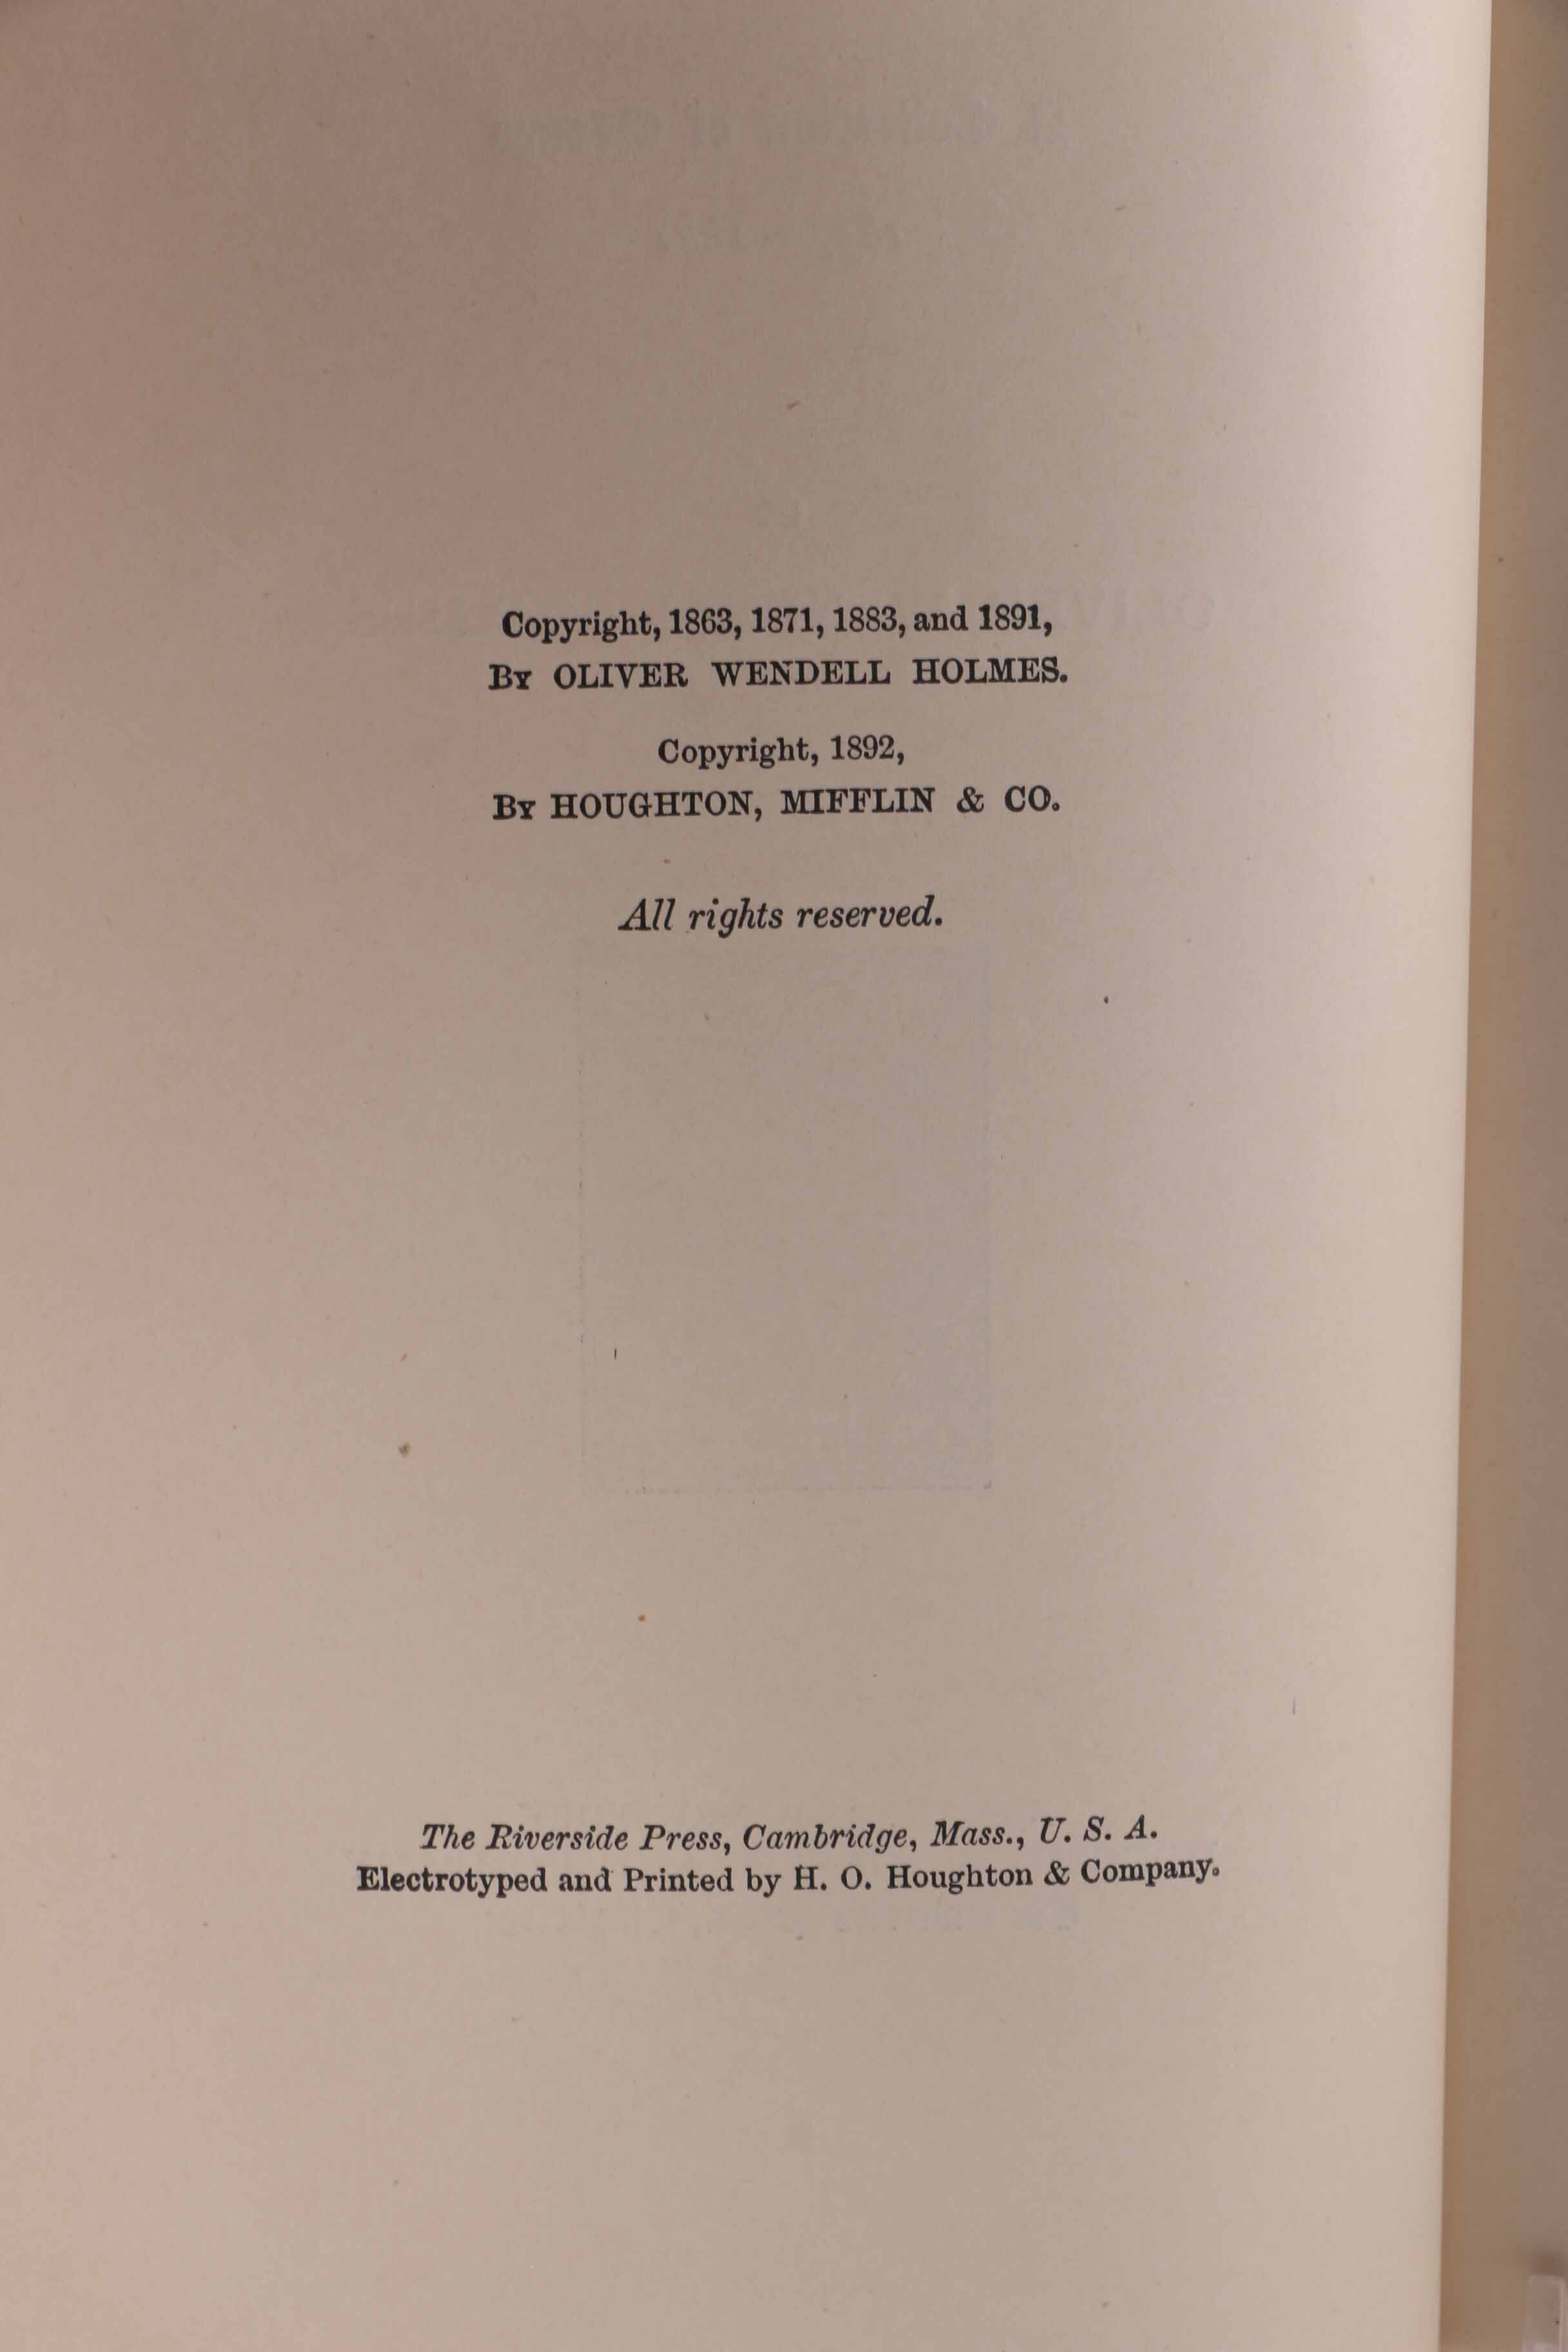 Copyright, 1863, 1871, 1883, and 1891,
By OLIVER WENDELL HOLMES.
Copyright, 1892,
By HOUGHTON, MIFFLIN & CO.
All rights reserved.
The Riverside Press, Cambridge, Mass., U. S. A.
Electrotyped and Printed by H. O. Houghton & Company.